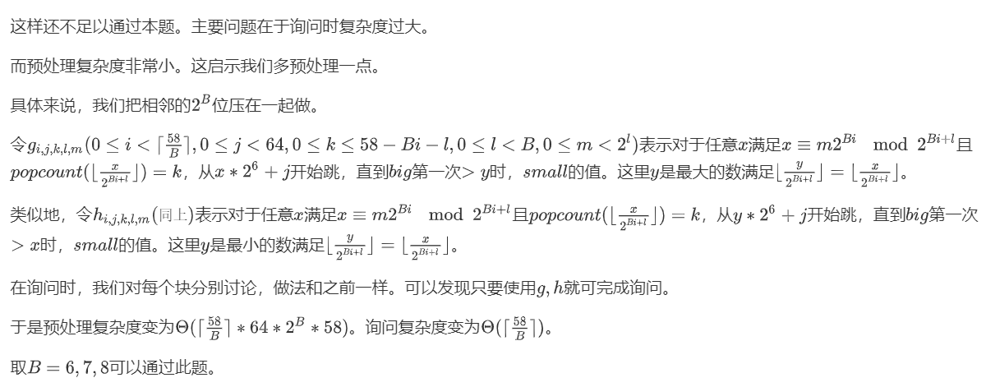 这样还不足以通过本题。主要问题在于询问时复杂度过大。
而预处理复杂度非常小。这启示我们多预处理一点。
具体来说，我们把相邻的$2^B$位压在一起做。
令$g_{i,j,k,l,m}(0\le i<\lceil\frac{58}{B}\rceil,0\le j<64,0\le k\le 58-Bi-l,0\le l<B,0\le m<2^l)$表示对于任意$x$满足$x\equiv m2^{Bi}\mod 2^{Bi+l}$且
$popcount(\lfloor\frac{x}{2^{Bi+l}}\rfloor)=k$，从$x*2^6+j$开始跳，直到$big$第一次$>y$时，$small$的值。这里$y$是最大的数满足$\lfloor\frac{y}{2^{Bi+l}}\rfloor=\lfloor\frac{x}{2^{Bi+l}}\rfloor$。
类似地，令$h_{i,j,k,l,m}$(同上)表示对于任意$x$满足$x\equiv m2^{Bi}\mod 2^{Bi+l}$且$popcount(\lfloor\frac{x}{2^{Bi+l}}\rfloor)=k$，从$y*2^6+j$开始跳，直到$big$第一次
$>x$时，$small$的值。这里$y$是最小的数满足$\lfloor\frac{y}{2^{Bi+l}}\rfloor=\lfloor\frac{x}{2^{Bi+l}}\rfloor$。
在询问时，我们对每个块分别讨论，做法和之前一样。可以发现只要使用$g,h$就可完成询问。
于是预处理复杂度变为$\Theta(\lceil\frac{58}{B}\rceil*64*2^B*58)$。询问复杂度变为$\Theta(\lceil\frac{58}{B}\rceil)$。
取$B=6,7,8$可以通过此题。